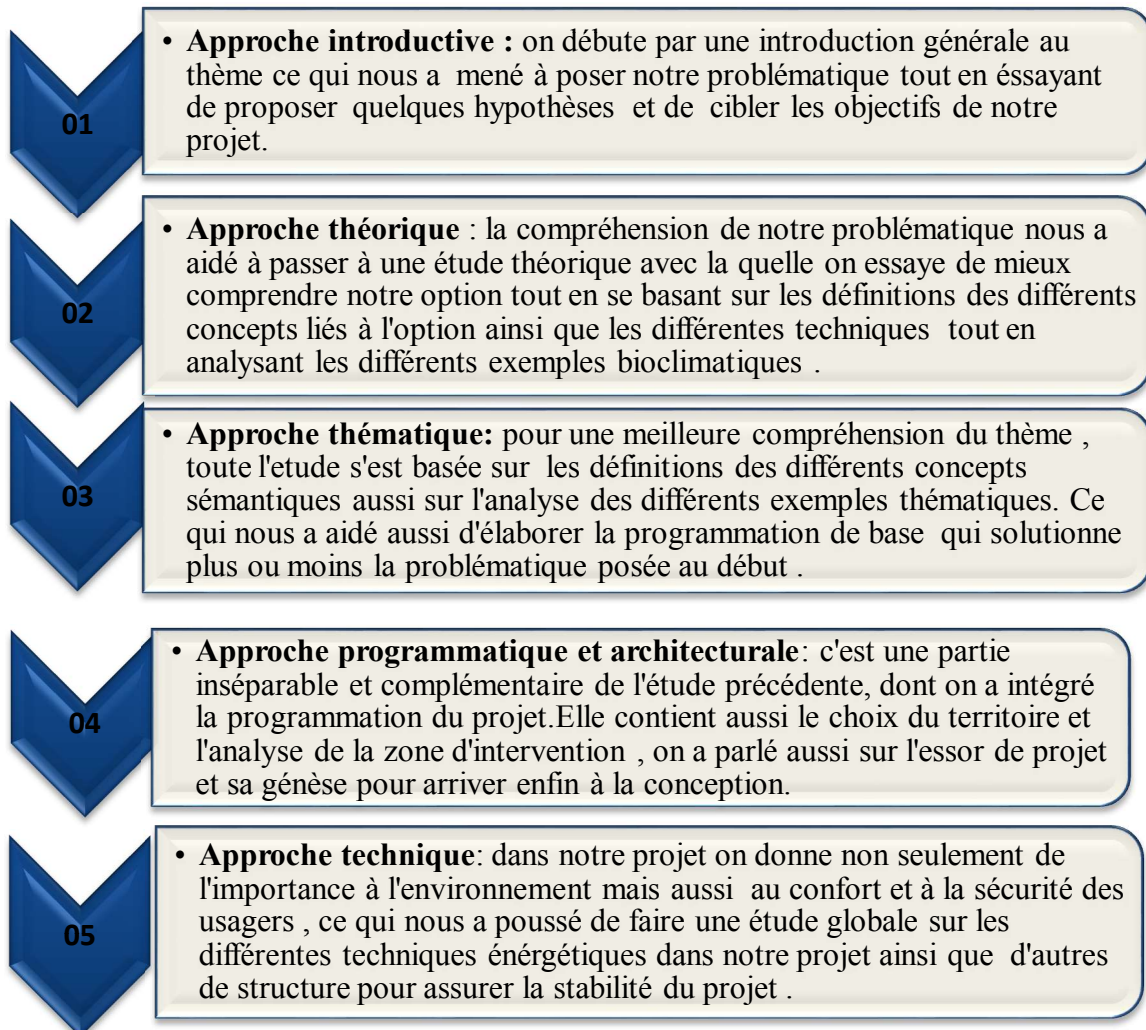 01
• Approche introductive : on débute par une introduction générale au
thème ce qui nous a mené à poser notre problématique tout en éssayant
de proposer quelques hypothèses et de cibler les objectifs de notre
projet.
02
• Approche théorique : la compréhension de notre problématique nous a
aidé à passer à une étude théorique avec la quelle on essaye de mieux
comprendre notre option tout en se basant sur les définitions des différents
concepts liés à l'option ainsi que les différentes techniques tout en
analysant les différents exemples bioclimatiques .
03
• Approche thématique: pour une meilleure compréhension du thème ,
toute l'etude s'est basée sur les définitions des différents concepts
sémantiques aussi sur l'analyse des différents exemples thématiques. Ce
qui nous a aidé aussi d'élaborer la programmation de base qui solutionne
plus ou moins la problématique posée au début .
04
• Approche programmatique et architecturale: c'est une partie
inséparable et complémentaire de l'étude précédente, dont on a intégré
la programmation du projet.Elle contient aussi le choix du territoire et
l'analyse de la zone d'intervention , on a parlé aussi sur l'essor de projet
et sa génèse pour arriver enfin à la conception.
05
• Approche technique: dans notre projet on donne non seulement de
l'importance à l'environnement mais aussi au confort et à la sécurité des
usagers , ce qui nous a poussé de faire une étude globale sur les
différentes techniques énérgétiques dans notre projet ainsi que d'autres
de structure pour assurer la stabilité du projet .